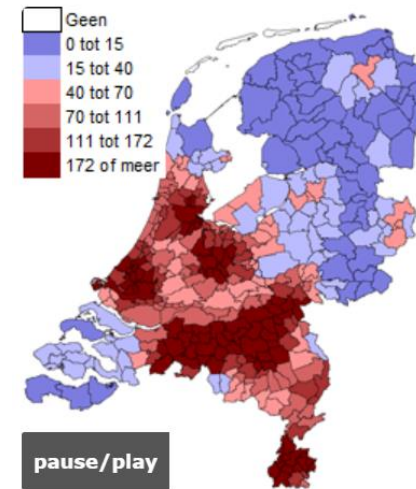 Geen
0 tot 15
15 tot 40
40 tot 70
70 tot 111
111 tot 172
172 of meer
pause/play